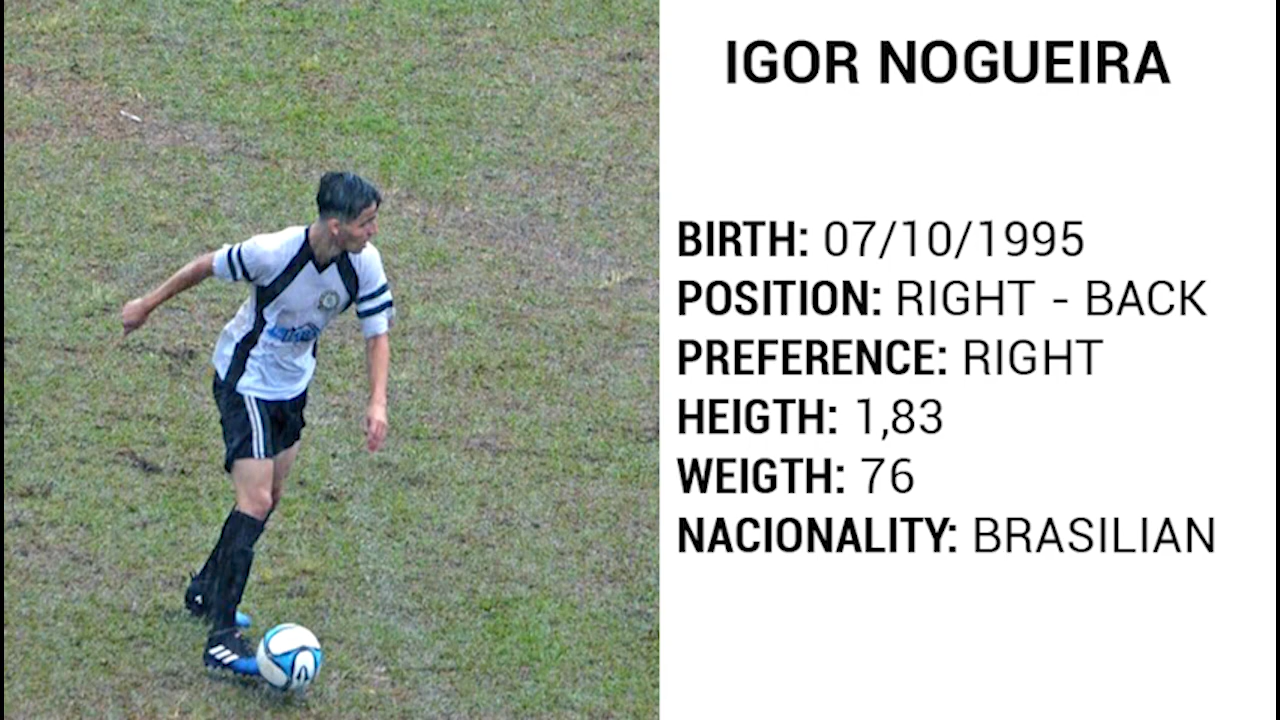 IGOR NOGUEIRA
BIRTH: 07/10/1995
POSITION: RIGHT - BACK
PREFERENCE: RIGHT
HEIGTH: 1,83
WEIGTH: 76
NACIONALITY: BRASILIAN